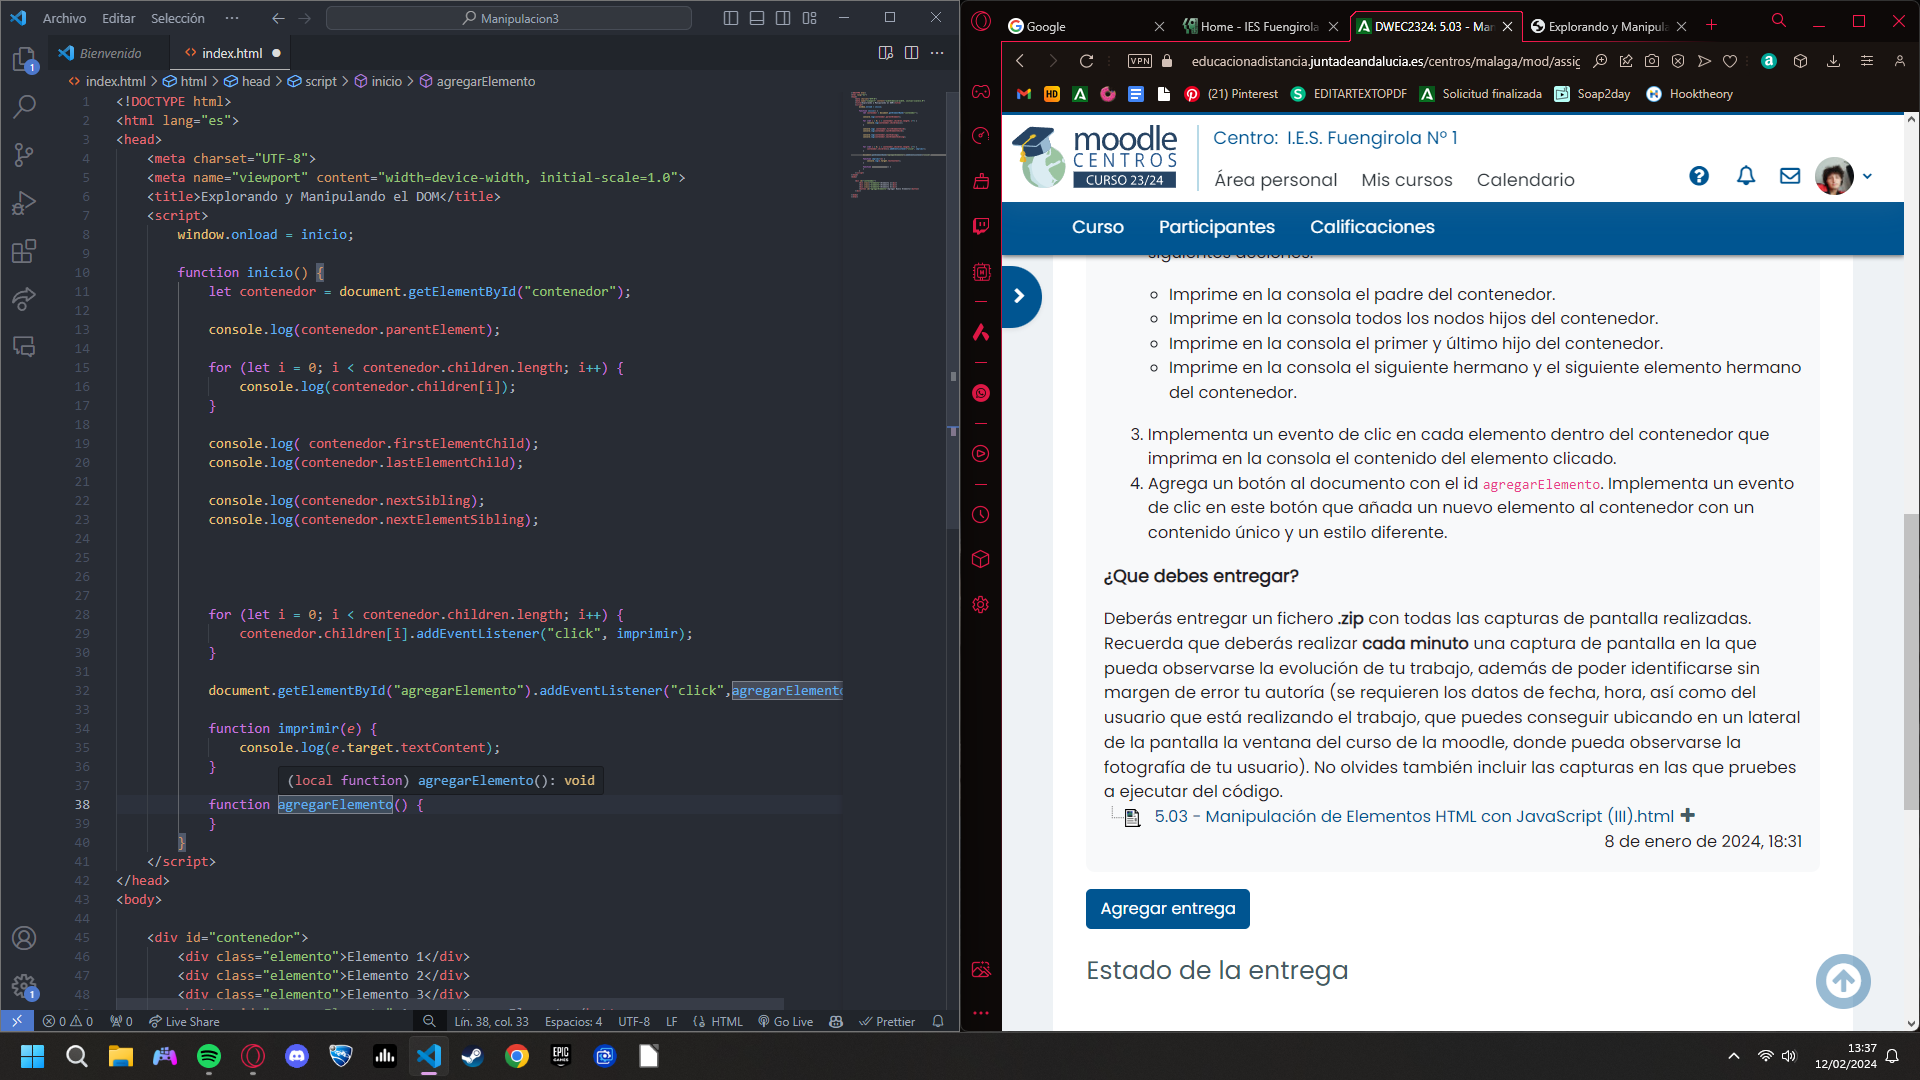 Archivo Editar Selección ···
Manipulacion3
Bienvenido
index.html
index.html > html > head > script > inicio > agregarElemento
1 <!DOCTYPE html>
2 <html lang="es">
3 <head>
4 <meta charset="UTF-8">
5 <meta name="viewport" content="width=device-width, initial-scale=1.0">
6 <title>Explorando y Manipulando el DOM</title>
7 <script>
8 window.onload = inicio;
9
10 function inicio() {
11 let contenedor = document.getElementById("contenedor");
12
13 console.log(contenedor.parentElement);
14
15 for (let i = 0; i < contenedor.children.length; i++) {
16 console.log(contenedor.children[i]);
17 }
18
19 console.log( contenedor.firstElementChild);
20 console.log(contenedor.lastElementChild);
21
22 console.log(contenedor.nextSibling);
23 console.log(contenedor.nextElementSibling);
24
25
26
27
28 for (let i = 0; i < contenedor.children.length; i++) {
29 contenedor.children[i].addEventListener("click", imprimir);
30 }
31
32 document.getElementById("agregarElemento").addEventListener("click",agregarElemento
33
34 function imprimir(e) {
35 console.log(e.target.textContent);
36 }
37 (local function) agregarElemento(): void
38 function agregarElemento() {
39 }
40 }
41 </script>
42 </head>
43 <body>
44
45 <div id="contenedor">
46 <div class="elemento">Elemento 1</div>
47 <div class="elemento">Elemento 2</div>
48 <div class="elemento">Elemento 3</div>
0 0 0 Live Share Lín. 38, col. 33 Espacios: 4 UTF-8 LF HTML Go Live Prettier
Google
Home - IES Fuengirola
DWEC2324: 5.03 - Man
Explorando y Manipula
VPN educacionadistancia.juntadeandalucia.es/centros/malaga/mod/assig
HD (21) Pinterest EDITARTEXTOPDF Solicitud finalizada Soap2day Hooktheory
moodle
CENTROS
CURSO 23/24
Centro: I.E.S. Fuengirola Nº 1
Área personal Mis cursos Calendario
Curso Participantes Calificaciones
siguientes acciones:
Imprime en la consola el padre del contenedor.
Imprime en la consola todos los nodos hijos del contenedor.
Imprime en la consola el primer y último hijo del contenedor.
Imprime en la consola el siguiente hermano y el siguiente elemento hermano
del contenedor.
3. Implementa un evento de clic en cada elemento dentro del contenedor que
imprima en la consola el contenido del elemento clicado.
4. Agrega un botón al documento con el id agregarElemento. Implementa un evento
de clic en este botón que añada un nuevo elemento al contenedor con un
contenido único y un estilo diferente.
¿Que debes entregar?
Deberás entregar un fichero .zip con todas las capturas de pantalla realizadas.
Recuerda que deberás realizar cada minuto una captura de pantalla en la que
pueda observarse la evolución de tu trabajo, además de poder identificarse sin
margen de error tu autoría (se requieren los datos de fecha, hora, así como del
usuario que está realizando el trabajo, que puedes conseguir ubicando en un lateral
de la pantalla la ventana del curso de la moodle, donde pueda observarse la
fotografía de tu usuario). No olvides también incluir las capturas en las que pruebes
a ejecutar del código.
5.03 - Manipulación de Elementos HTML con JavaScript (III).html
8 de enero de 2024, 18:31
Agregar entrega
Estado de la entrega
EPIC GAMES
13:37
12/02/2024